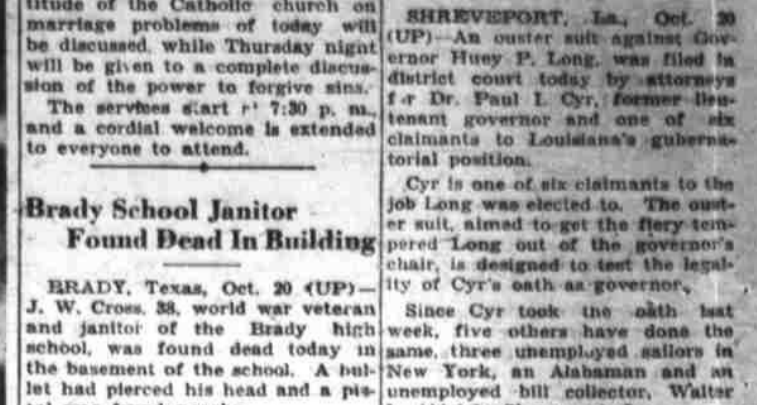 titude of the Catholic church on
marriage problems of today will
be discussed, while Thursday night
will be given to a complete discus-
sion of the power to forgive sins.
The services start 7:30 p. m.,
and a cordial welcome is extended
to everyone to attend.
Brady School Janitor
Found Dead In Building
BRADY, Texas, Oct. 20 (UP)—
J. W. Cross, 38, world war veteran
and janitor of the Brady high
school, was found dead today in
the basement of the school. A bul-
let had pierced his head and a pis-
SHREVEPORT, La., Oct. 20
(UP)—An ouster suit against Gov-
ernor Huey P. Long, was filed in
district court today by attorneys
for Dr. Paul I. Cyr, former lieu-
tenant governor and one of six
claimants to Louisiana's guberna-
torial position.
Cyr is one of six claimants to the
job Long was elected to. The oust-
er suit, aimed to get the fiery tem-
pered Long out of the governor's
chair, is designed to test the legal-
ity of Cyr's oath as governor.
Since Cyr took the oath last
week, five others have done the
same, three unemployed sailors in
New York, an Alabaman and an
unemployed bill collector, Walter